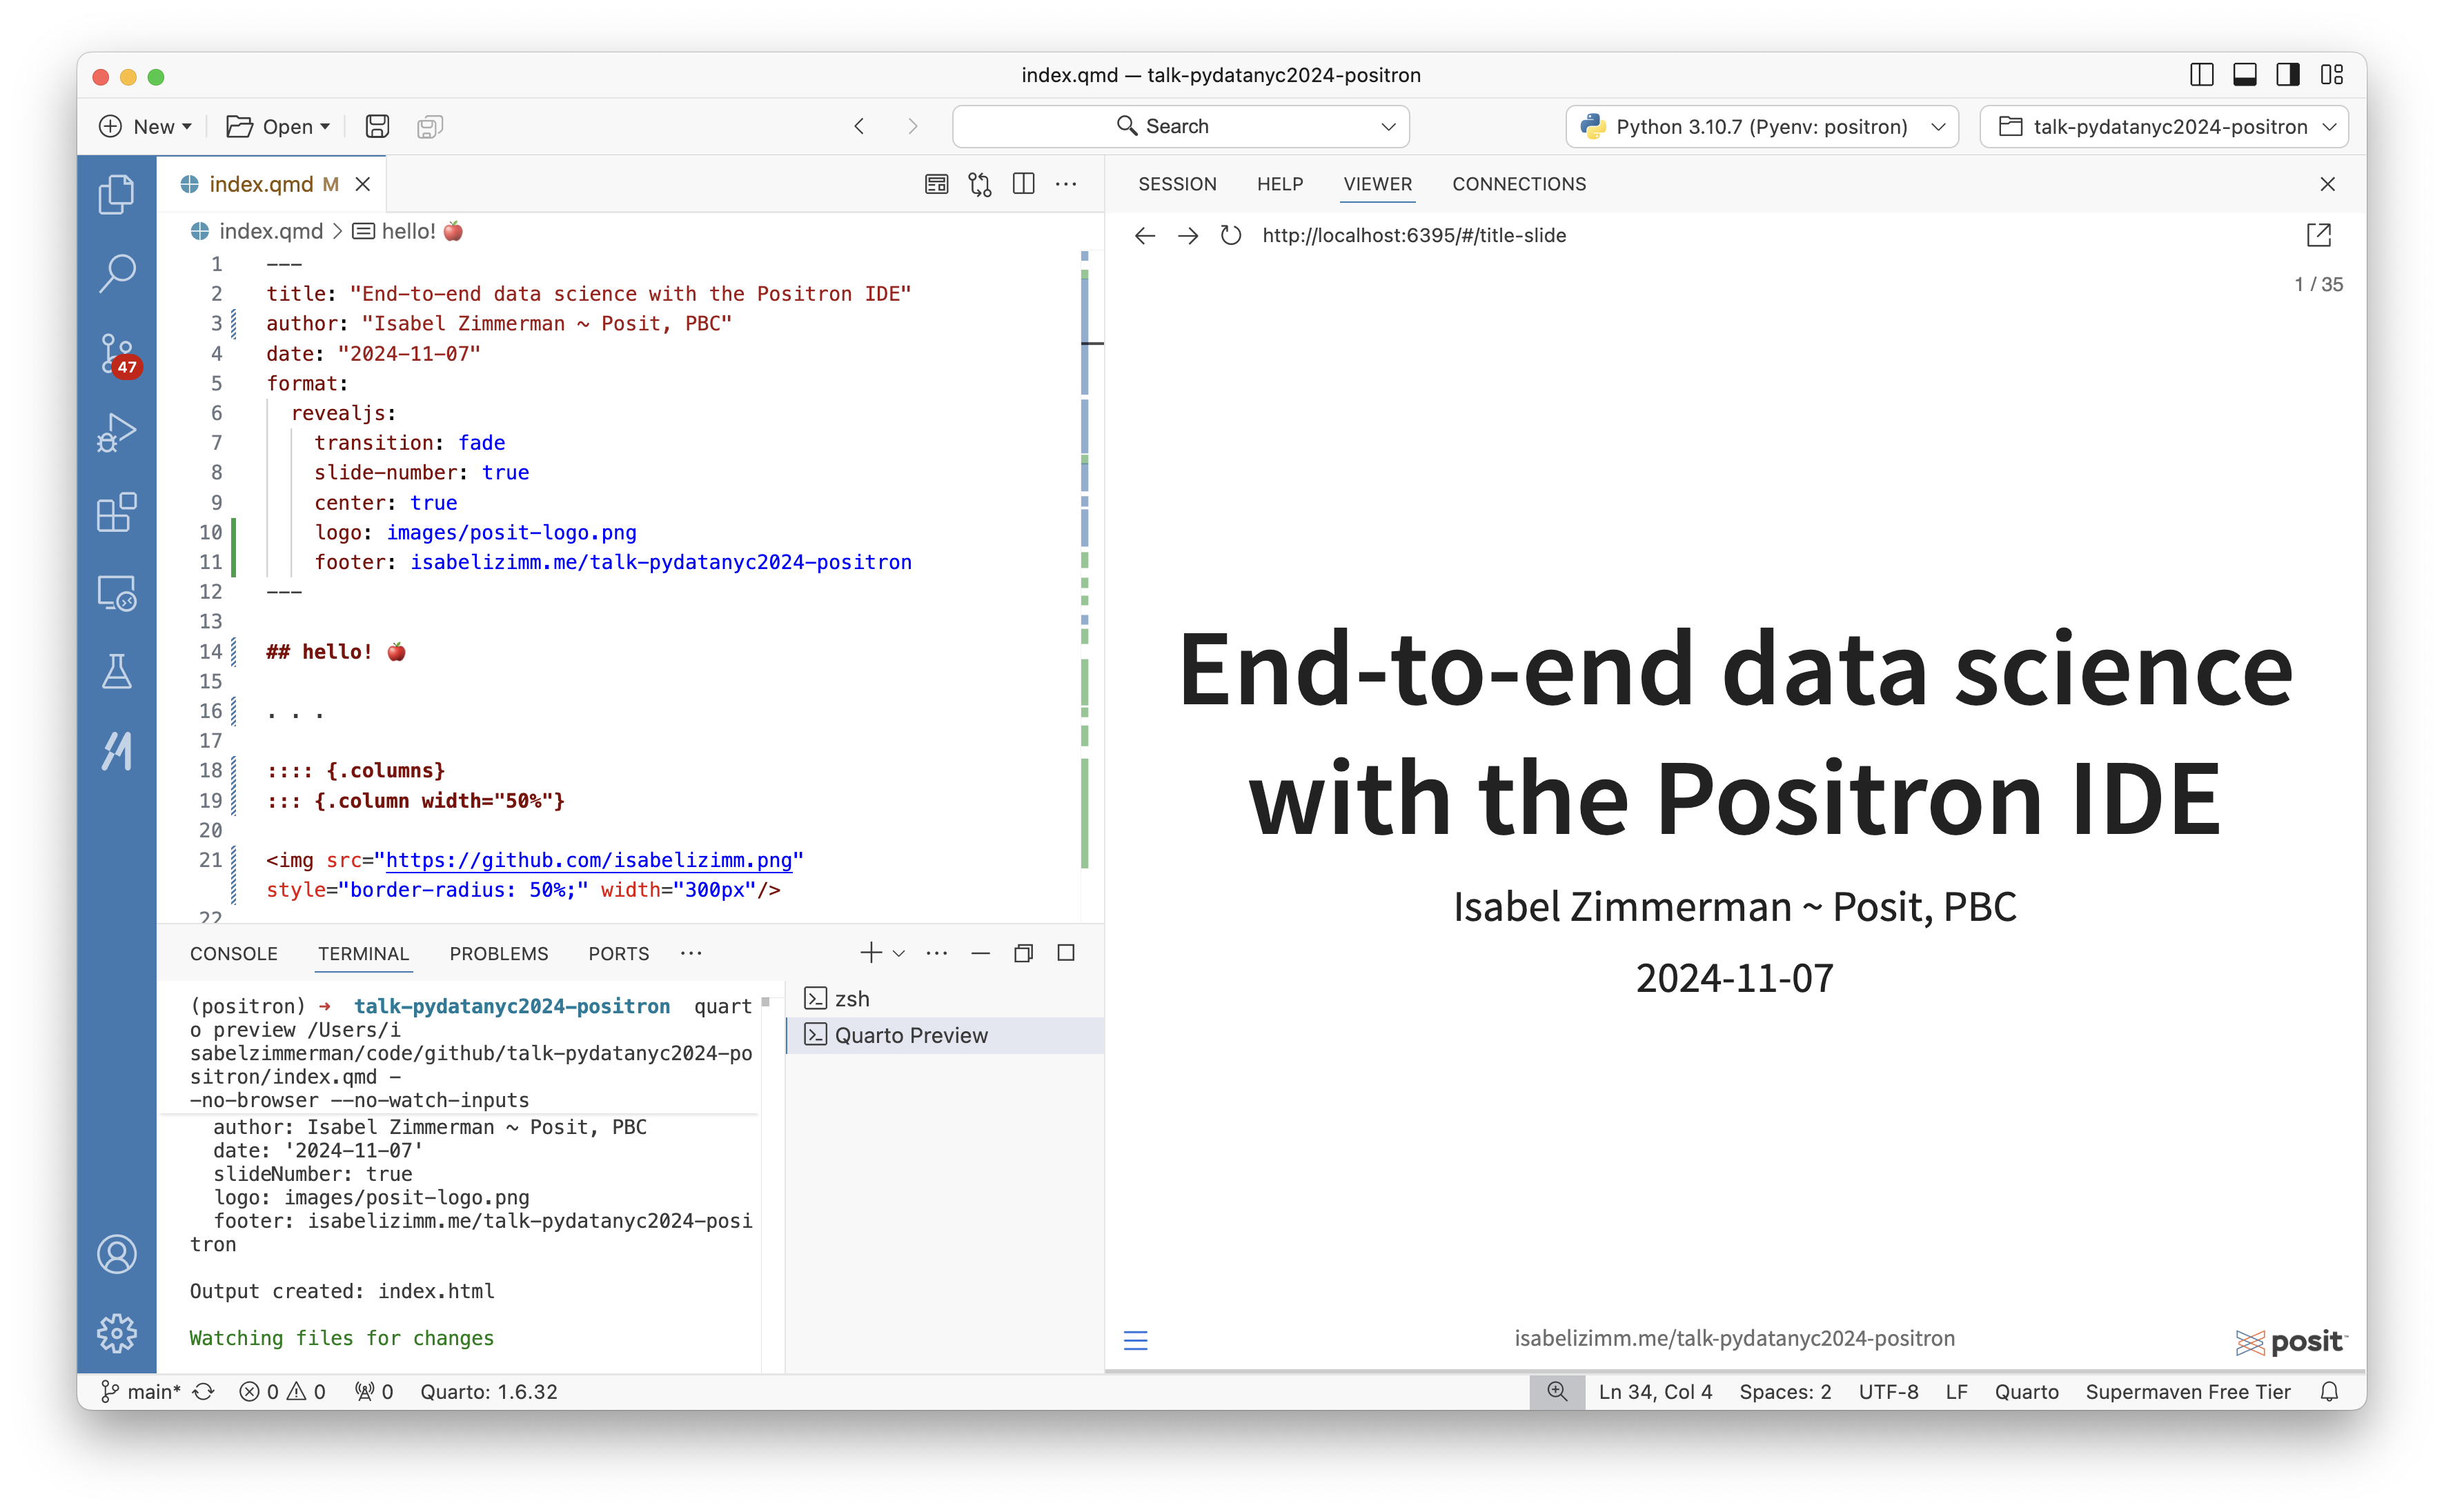 index.qmd — talk-pydatanyc2024-positron
New
Open
Search
Python 3.10.7 (Pyenv: positron)
talk-pydatanyc2024-positron
47
index.qmd M
index.qmd > hello! 🍎
1 ---
2 title: "End-to-end data science with the Positron IDE"
3 author: "Isabel Zimmerman ~ Posit, PBC"
4 date: "2024-11-07"
5 format:
6 revealjs:
7 transition: fade
8 slide-number: true
9 center: true
10 logo: images/posit-logo.png
11 footer: isabelizimm.me/talk-pydatanyc2024-positron
12 ---
13
14 ## hello! 🍎
15
16 . . .
17
18 :::: {.columns}
19 ::: {.column width="50%"}
20
21 <img src="https://github.com/isabelizimm.png"
style="border-radius: 50%;" width="300px"/>
22
CONSOLE TERMINAL PROBLEMS PORTS
(positron) ➜ talk-pydatanyc2024-positron quart
o preview /Users/i
sabelzimmerman/code/github/talk-pydatanyc2024-po
sitron/index.qmd -
-no-browser --no-watch-inputs
author: Isabel Zimmerman ~ Posit, PBC
date: '2024-11-07'
slideNumber: true
logo: images/posit-logo.png
footer: isabelizimm.me/talk-pydatanyc2024-posi
tron
Output created: index.html
Watching files for changes
zsh
Quarto Preview
SESSION HELP VIEWER CONNECTIONS
http://localhost:6395/#/title-slide
1 / 35
End-to-end data science
with the Positron IDE
Isabel Zimmerman ~ Posit, PBC
2024-11-07
isabelizimm.me/talk-pydatanyc2024-positron
posit
main* 0 0 0 Quarto: 1.6.32
Ln 34, Col 4 Spaces: 2 UTF-8 LF Quarto Supermaven Free Tier